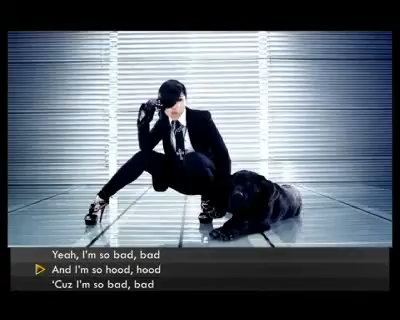 Yeah, I'm so bad, bad
And I'm so hood, hood
‘Cuz I'm so bad, bad